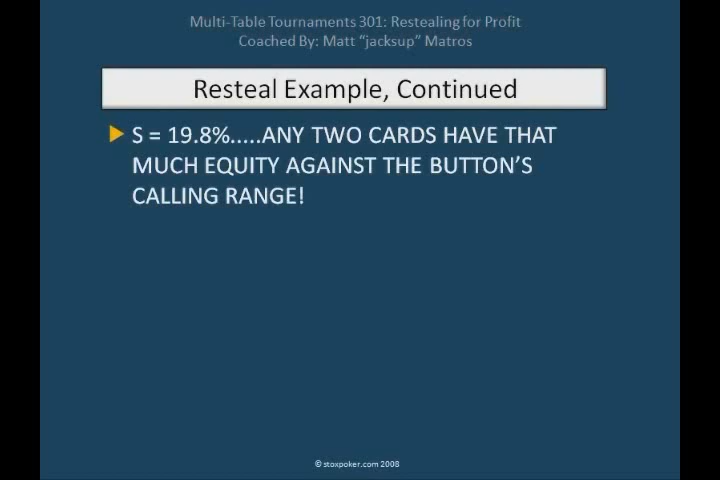 Multi-Table Tournaments 301: Restealing for Profit
Coached By: Matt “jacksup” Matros
Resteal Example, Continued
S = 19.8%.....ANY TWO CARDS HAVE THAT
MUCH EQUITY AGAINST THE BUTTON’S
CALLING RANGE!
© stoxpoker.com 2008